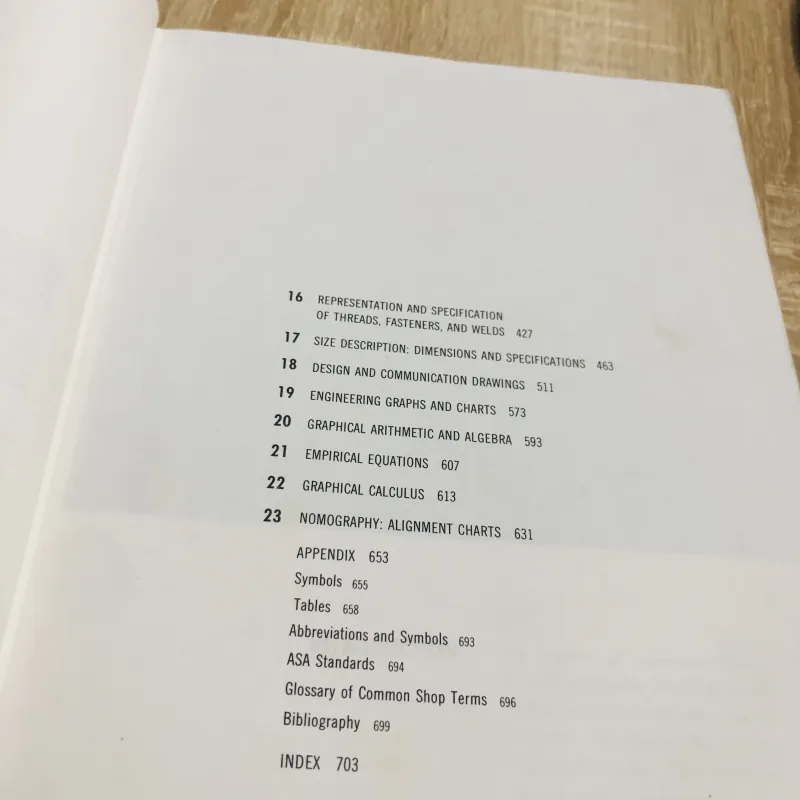 16 REPRESENTATION AND SPECIFICATION
OF THREADS, FASTENERS, AND WELDS 427
17 SIZE DESCRIPTION: DIMENSIONS AND SPECIFICATIONS 463
18 DESIGN AND COMMUNICATION DRAWINGS 511
19 ENGINEERING GRAPHS AND CHARTS 573
20 GRAPHICAL ARITHMETIC AND ALGEBRA 593
21 EMPIRICAL EQUATIONS 607
22 GRAPHICAL CALCULUS 613
23 NOMOGRAPHY: ALIGNMENT CHARTS 631
APPENDIX 653
Symbols 655
Tables 658
Abbreviations and Symbols 693
ASA Standards 694
Glossary of Common Shop Terms 696
Bibliography 699
INDEX 703